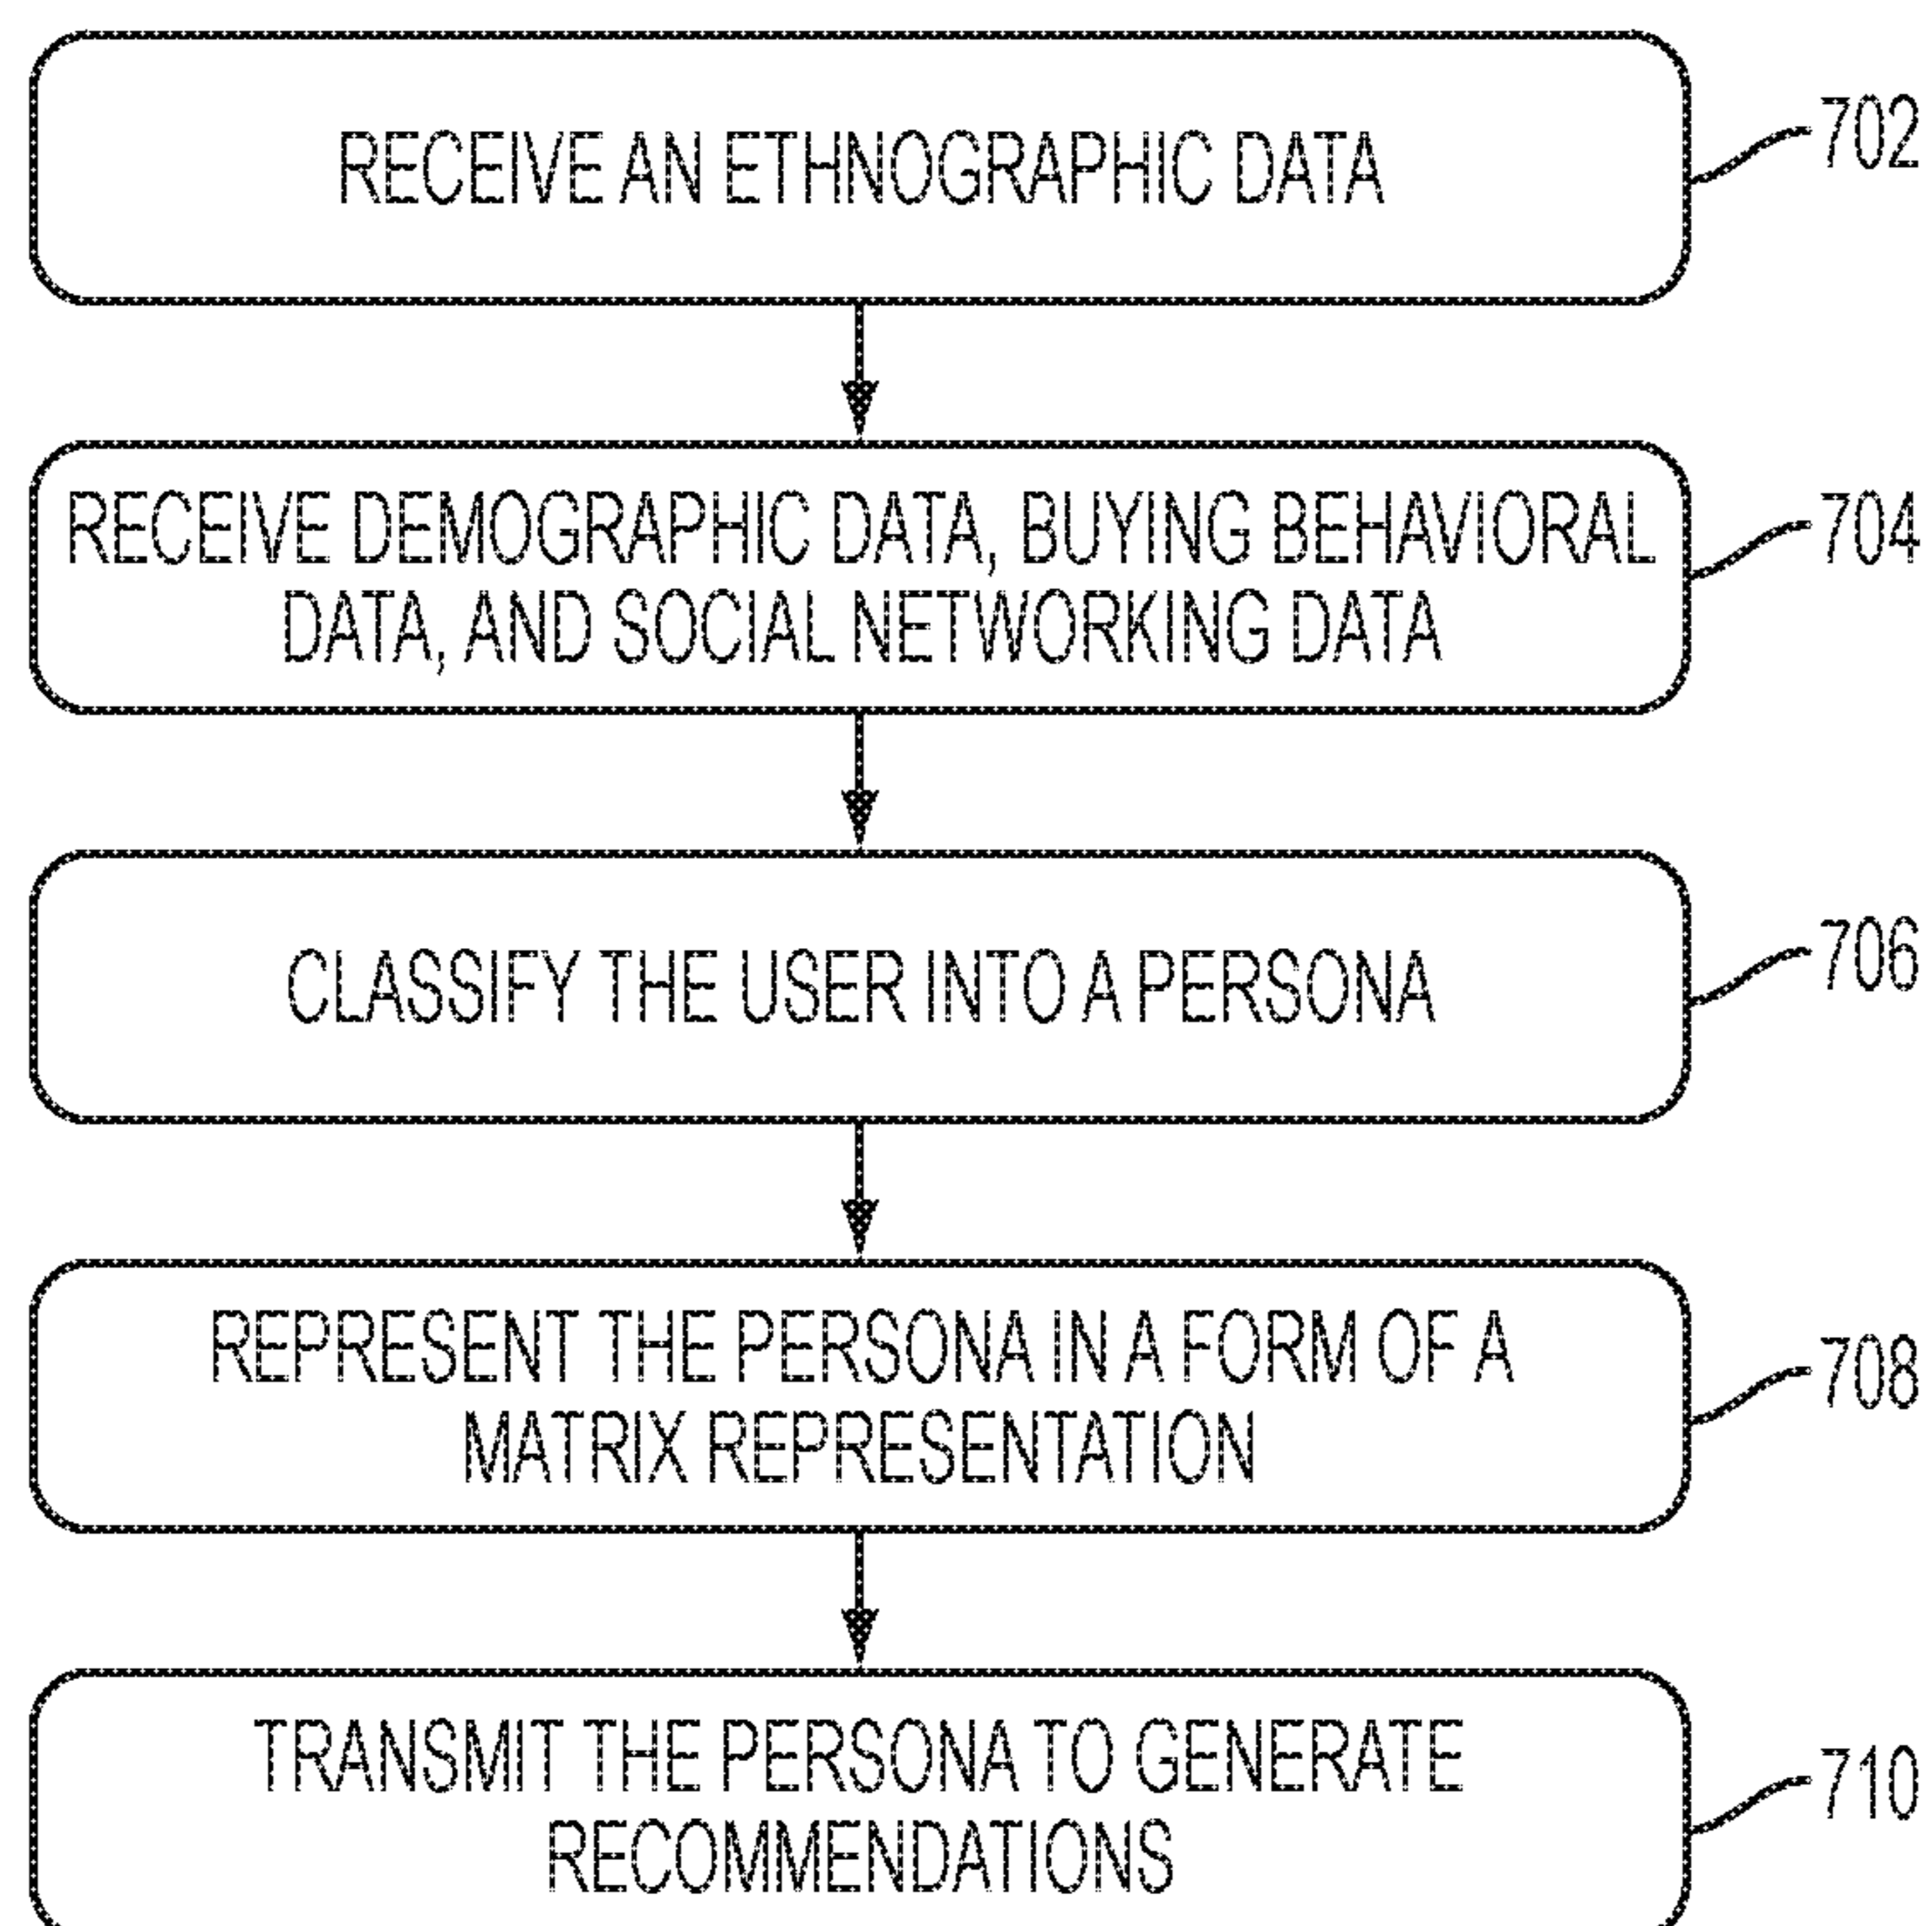 RECEIVE AN ETHNOGRAPHIC DATA
702
RECEIVE DEMOGRAPHIC DATA, BUYING BEHAVIORAL
DATA, AND SOCIAL NETWORKING DATA
704
CLASSIFY THE USER INTO A PERSONA
706
REPRESENT THE PERSONA IN A FORM OF A
MATRIX REPRESENTATION
708
TRANSMIT THE PERSONA TO GENERATE
RECOMMENDATIONS
710